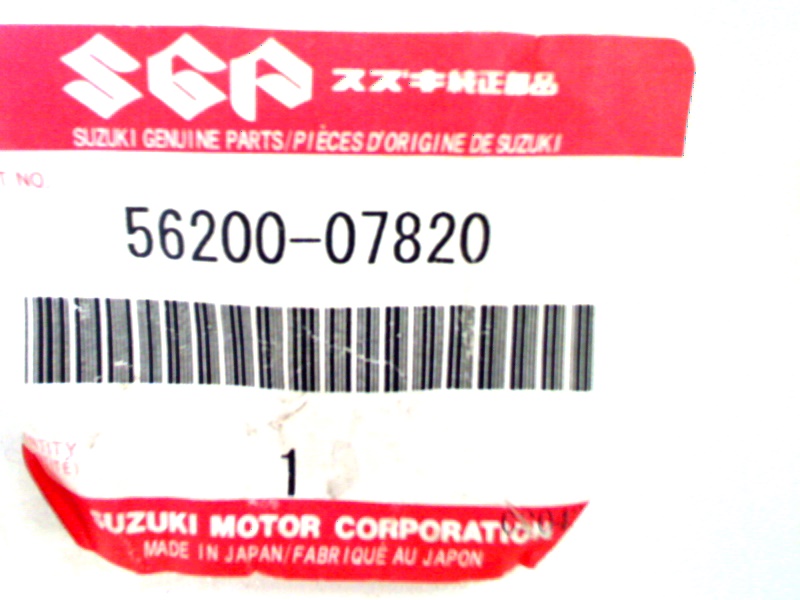 SGP スズキ純正部品
SUZUKI GENUINE PARTS/PIÈCES D'ORIGINE DE SUZUKI
NO.
56200-07820
1
SUZUKI MOTOR CORPORATION
MADE IN JAPAN/FABRIQUÉ AU JAPON